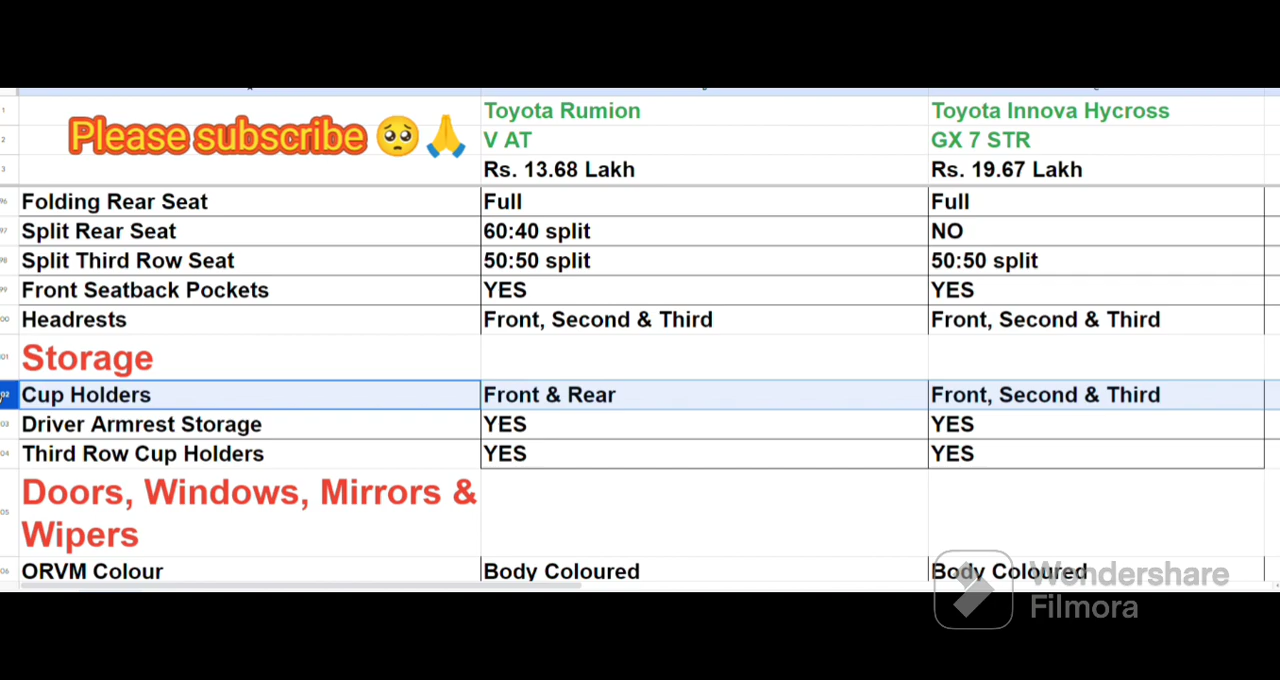 Toyota Rumion Toyota Innova Hycross
Please subscribe 🥺🙏 V AT GX 7 STR
Rs. 13.68 Lakh Rs. 19.67 Lakh
Folding Rear Seat Full Full
Split Rear Seat 60:40 split NO
Split Third Row Seat 50:50 split 50:50 split
Front Seatback Pockets YES YES
Headrests Front, Second & Third Front, Second & Third
Storage
Cup Holders Front & Rear Front, Second & Third
Driver Armrest Storage YES YES
Third Row Cup Holders YES YES
Doors, Windows, Mirrors &
Wipers
ORVM Colour Body Coloured Body Coloured
Wondershare
Filmora